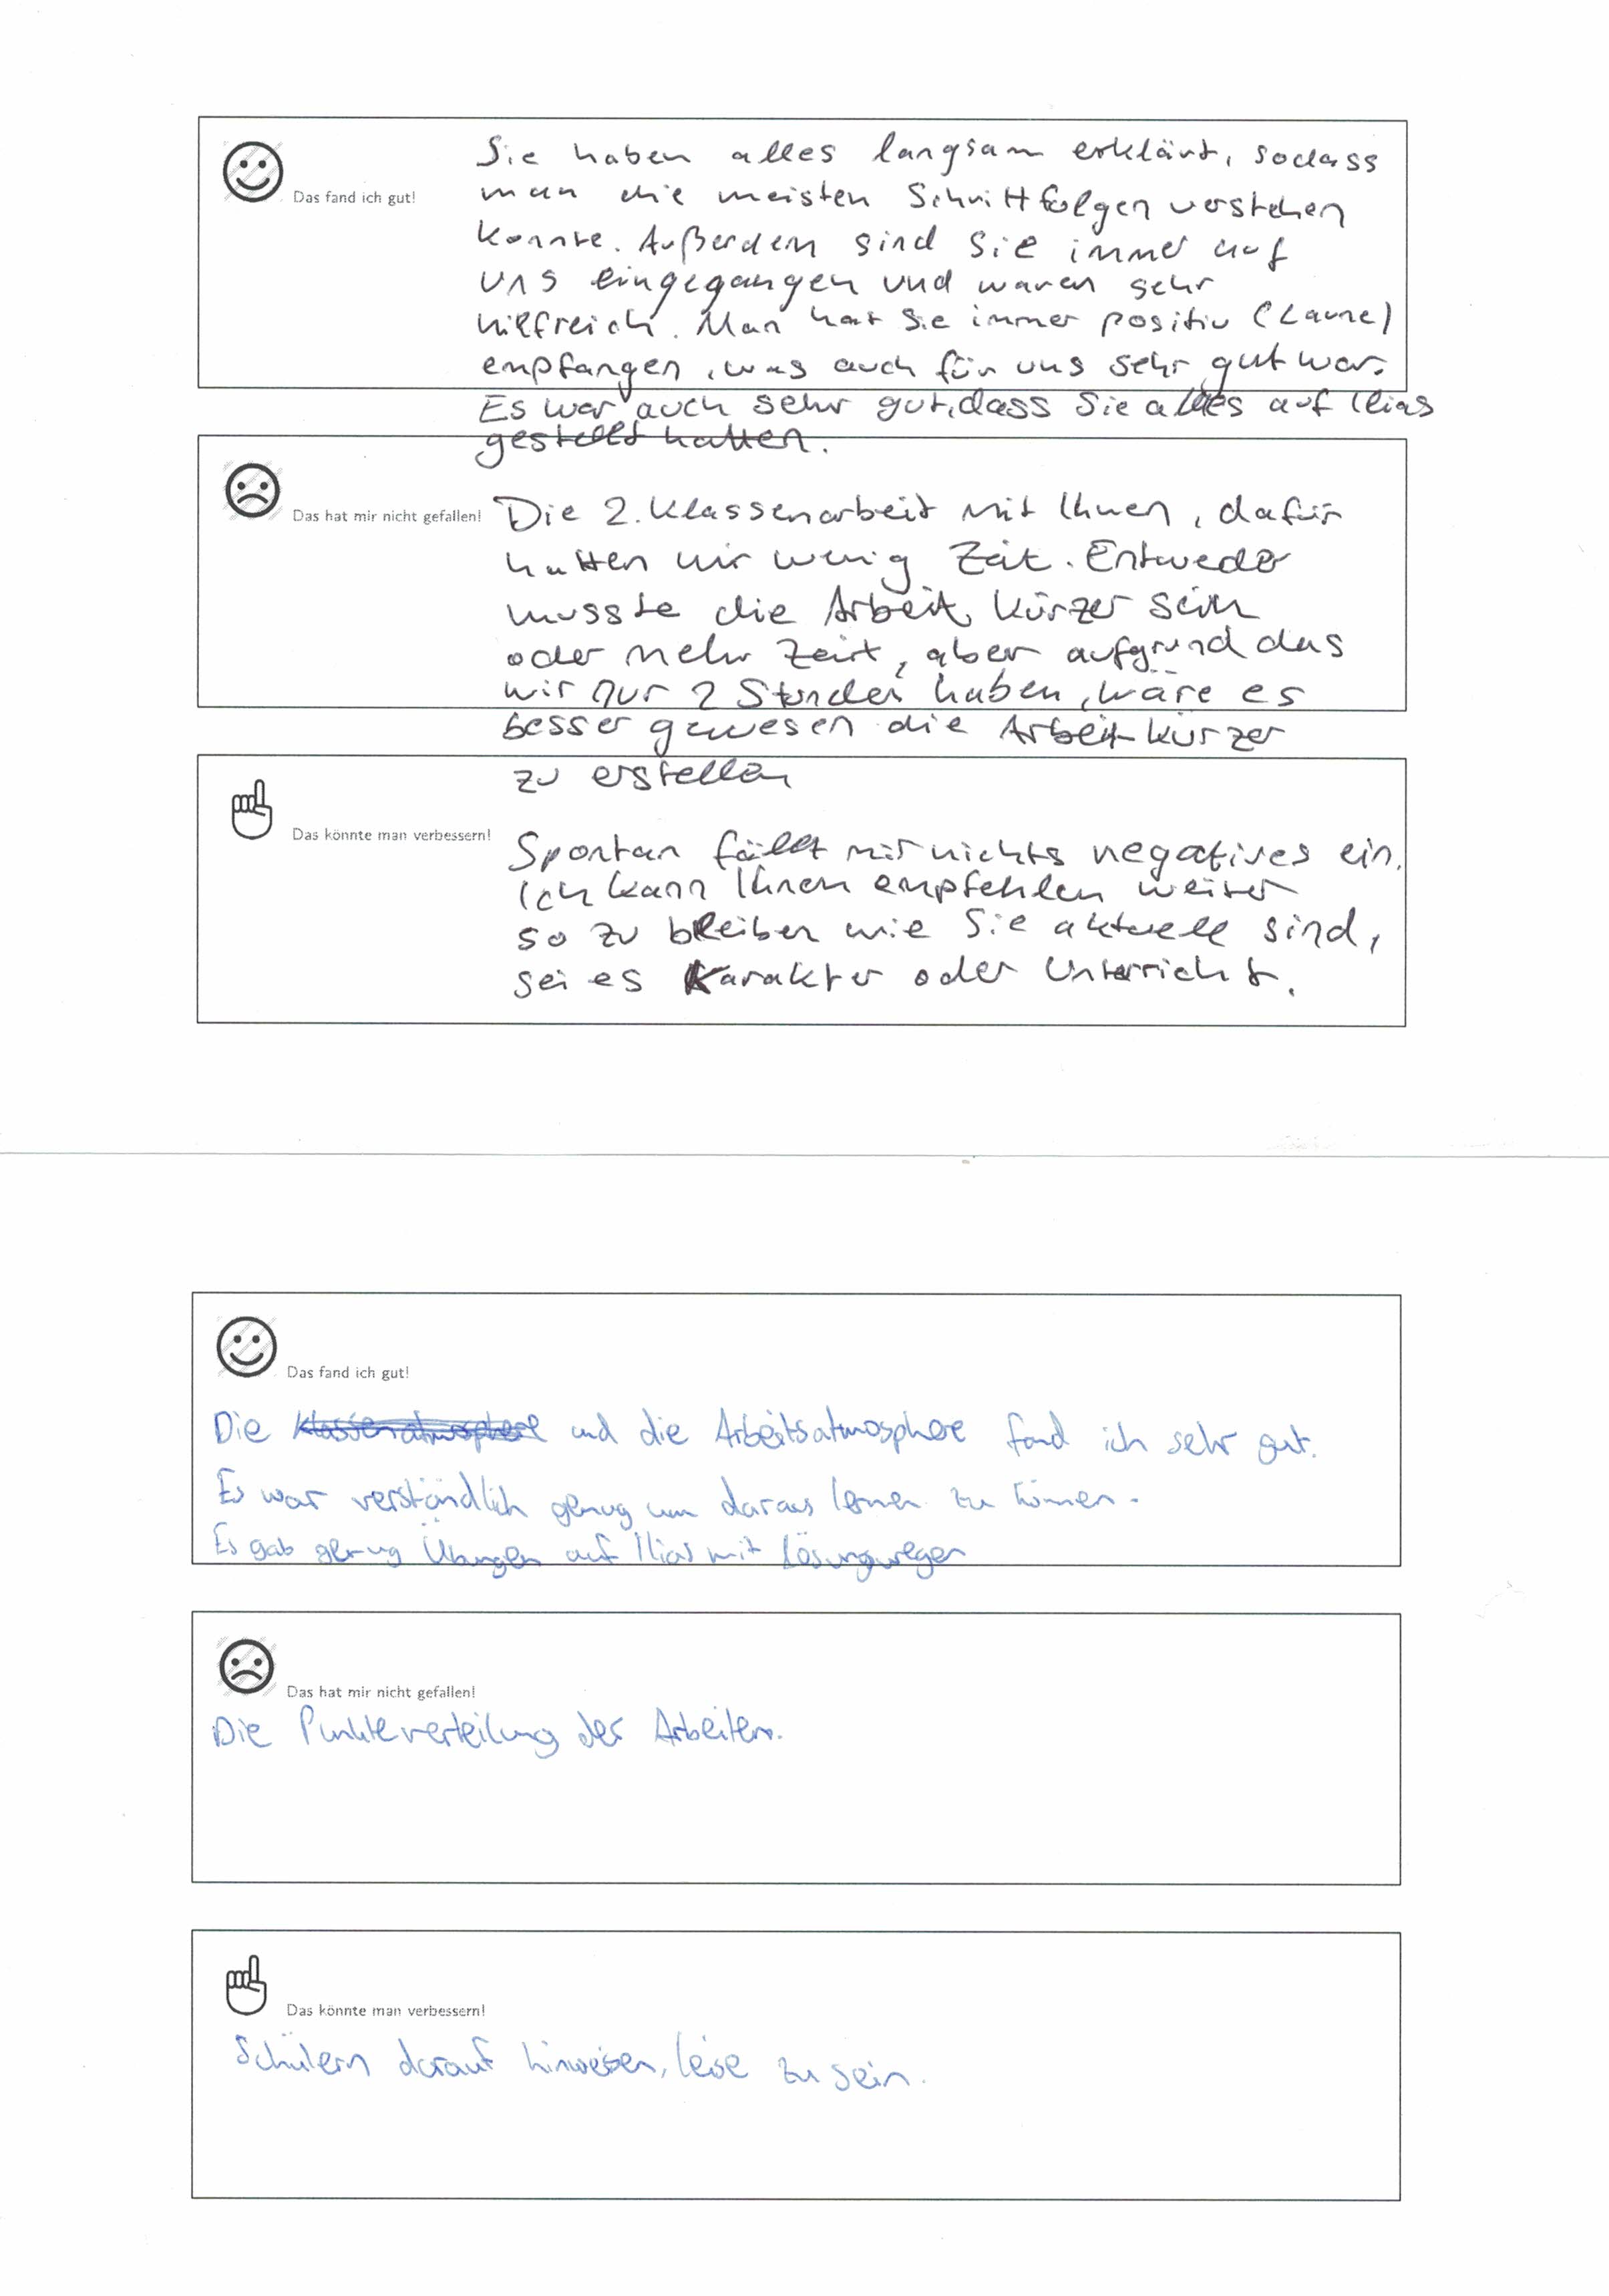 Das fand ich gut!
Sie haben alles langsam erklärt, sodass
man die meisten Schrittfolgen verstehen
konnte. Außerdem sind Sie immer auf
uns eingegangen und waren sehr
hilfreich. Man hat Sie immer positiv (Laune)
empfangen, was auch für uns sehr gut war.
Es war auch sehr gut, dass Sie alles auf Ilias
gestellt hatten.
Das hat mir nicht gefallen!
Die 2. Klassenarbeit mit Ihnen, dafür
hatten wir wenig Zeit. Entweder
musste die Arbeit kürzer sein
oder mehr Zeit, aber aufgrund das
wir nur 2 Stunden haben, wäre es
besser gewesen die Arbeit kürzer
zu erstellen
Das könnte man verbessern!
Spontan fällt mir nichts negatives ein.
Ich kann Ihnen empfehlen weiter
so zu bleiben wie Sie aktuell sind,
sei es Karakter oder Unterricht.
Das fand ich gut!
Die Klassenatmosphere und die Arbeitsatmosphere fand ich sehr gut.
Es war verständlich genug um daraus lernen zu können.
Es gab genug Übungen auf Ilias mit Lösungwegen
Das hat mir nicht gefallen!
Die Punkteverteilung der Arbeiten.
Das könnte man verbessern!
Schülern darauf hinweisen, leise zu sein.